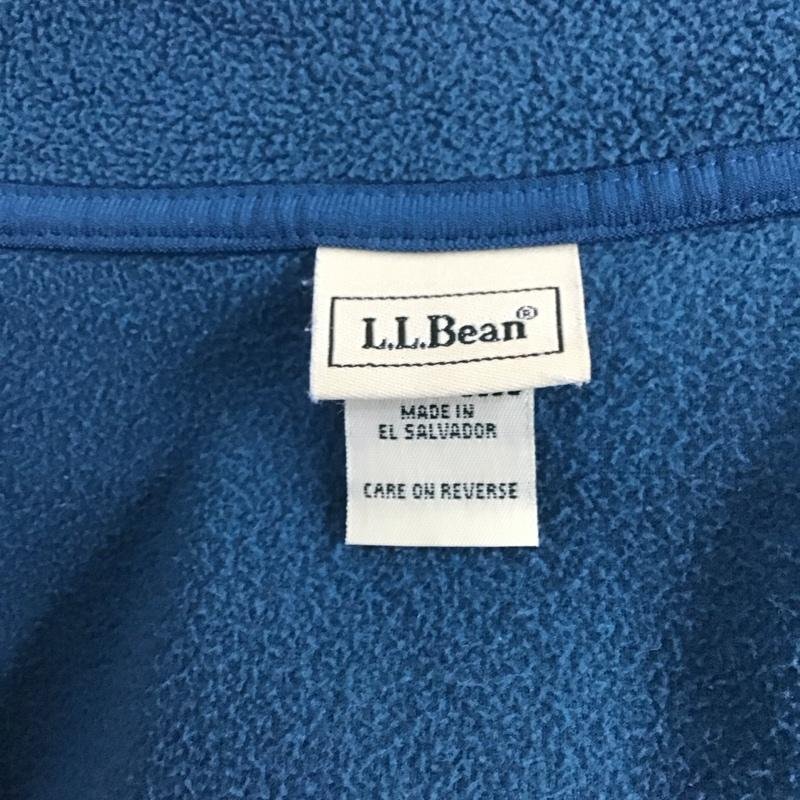 L.L.Bean®
MADE IN
EL SALVADOR
CARE ON REVERSE